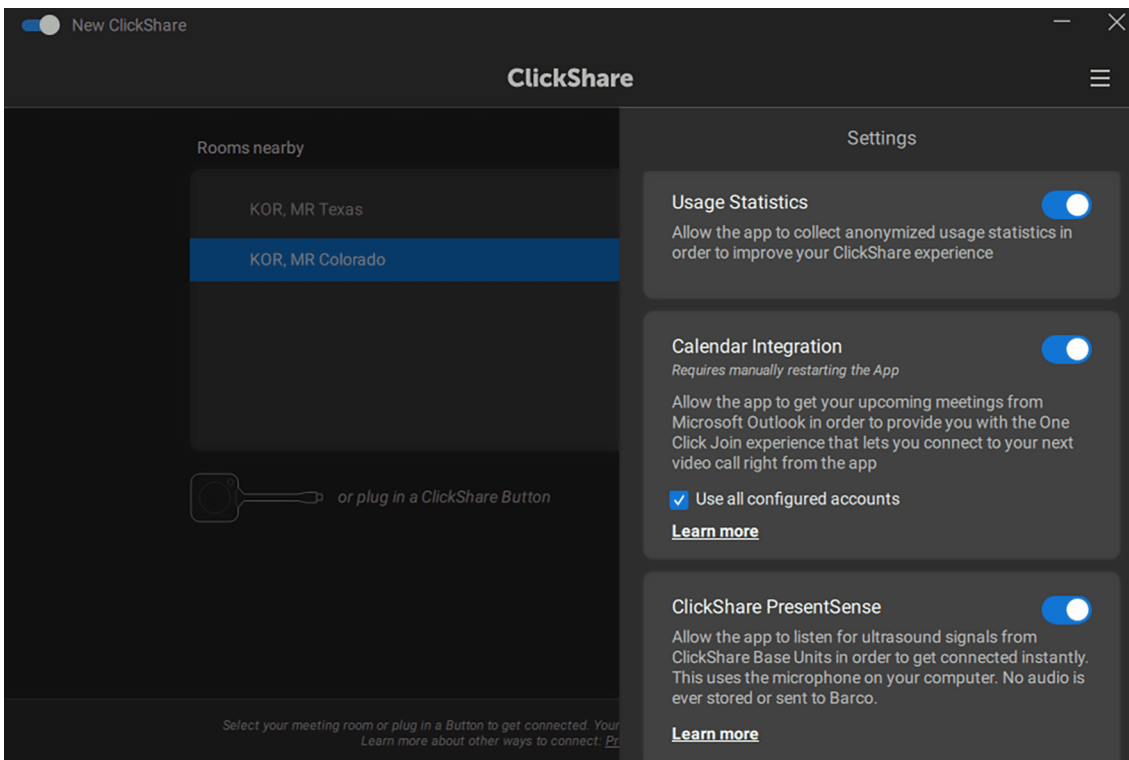 New ClickShare
ClickShare
Rooms nearby
KOR, MR Texas
KOR, MR Colorado
or plug in a ClickShare Button
Select your meeting room or plug in a Button to get connected. Your
Learn more about other ways to connect: Pr
Settings
Usage Statistics
Allow the app to collect anonymized usage statistics in
order to improve your ClickShare experience
Calendar Integration
Requires manually restarting the App
Allow the app to get your upcoming meetings from
Microsoft Outlook in order to provide you with the One
Click Join experience that lets you connect to your next
video call right from the app
Use all configured accounts
Learn more
ClickShare PresentSense
Allow the app to listen for ultrasound signals from
ClickShare Base Units in order to get connected instantly.
This uses the microphone on your computer. No audio is
ever stored or sent to Barco.
Learn more